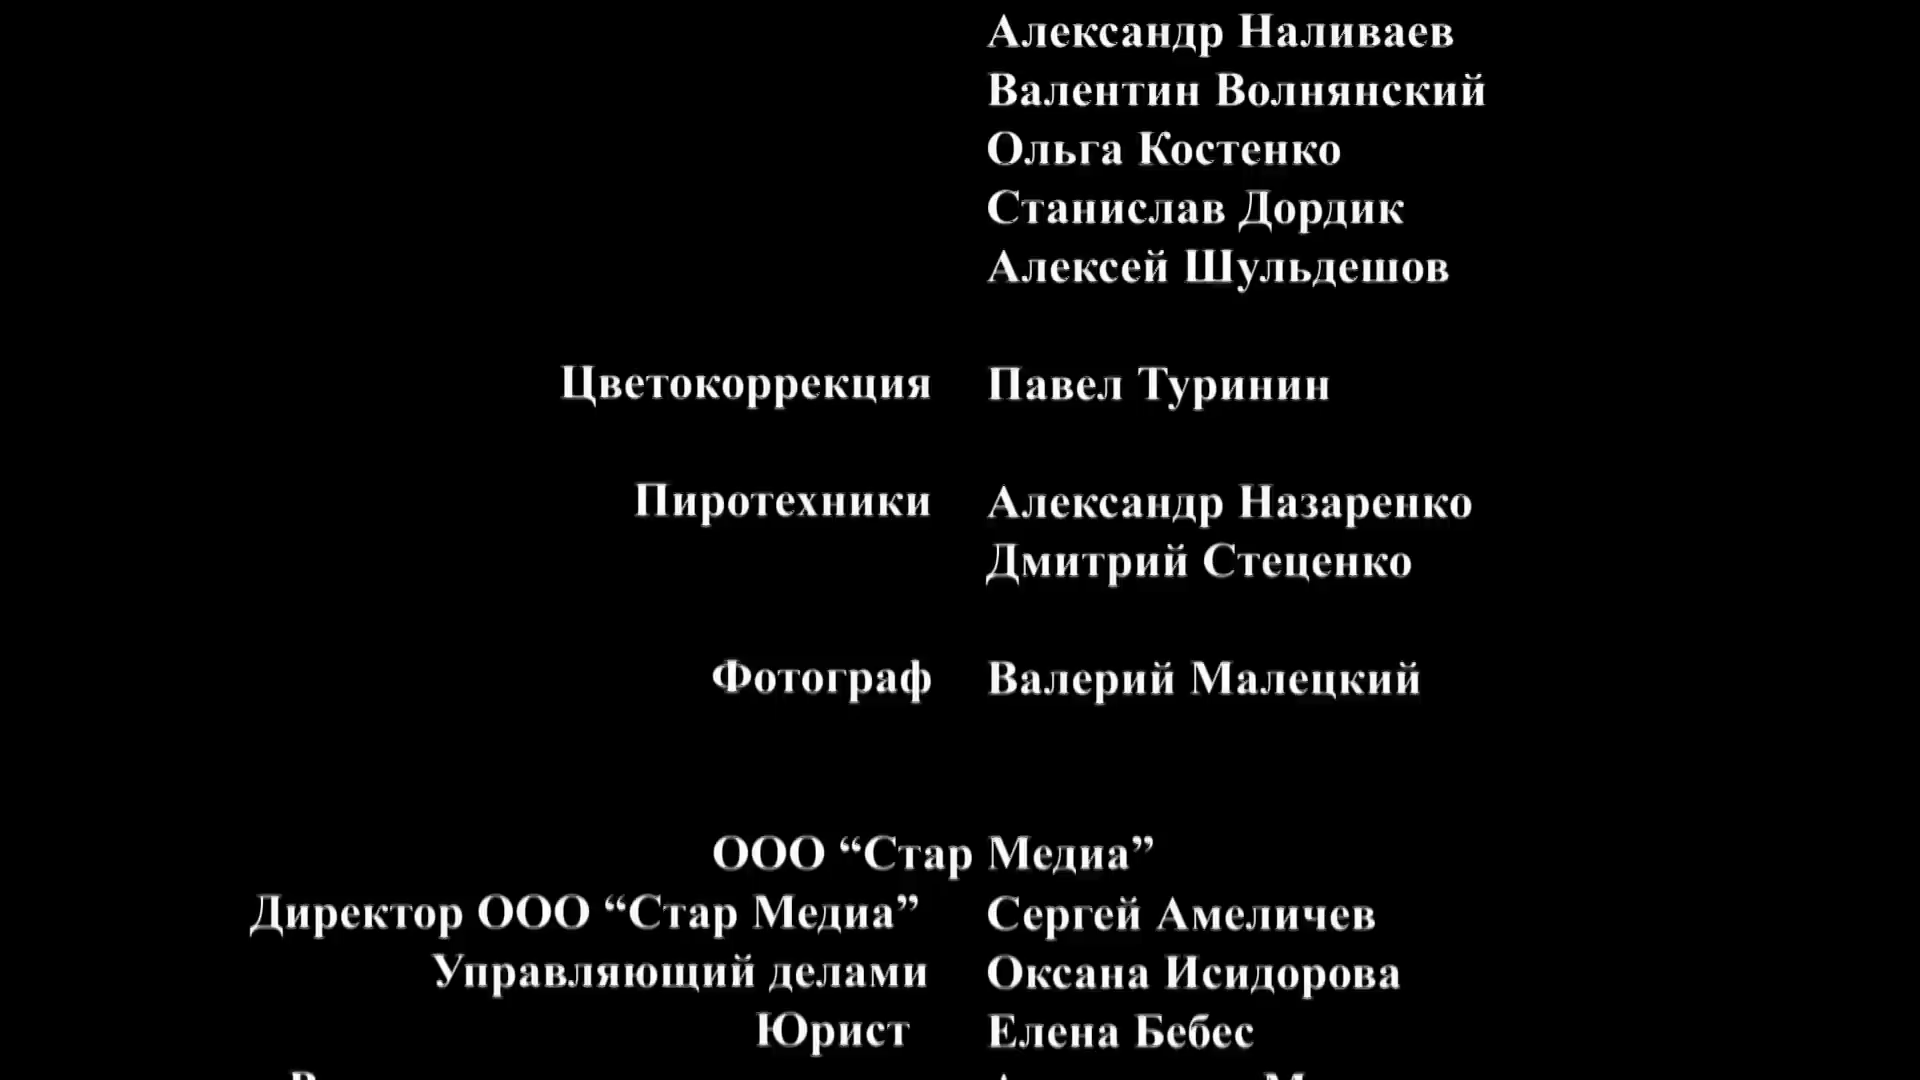 Александр Наливаев
Валентин Волнянский
Ольга Костенко
Станислав Дордик
Алексей Шульдешов
Цветокоррекция Павел Туринин
Пиротехники Александр Назаренко
Дмитрий Стеценко
Фотограф Валерий Малецкий
ООО “Стар Медиа”
Директор ООО “Стар Медиа” Сергей Амеличев
Управляющий делами Оксана Исидорова
Юрист Елена Бебес